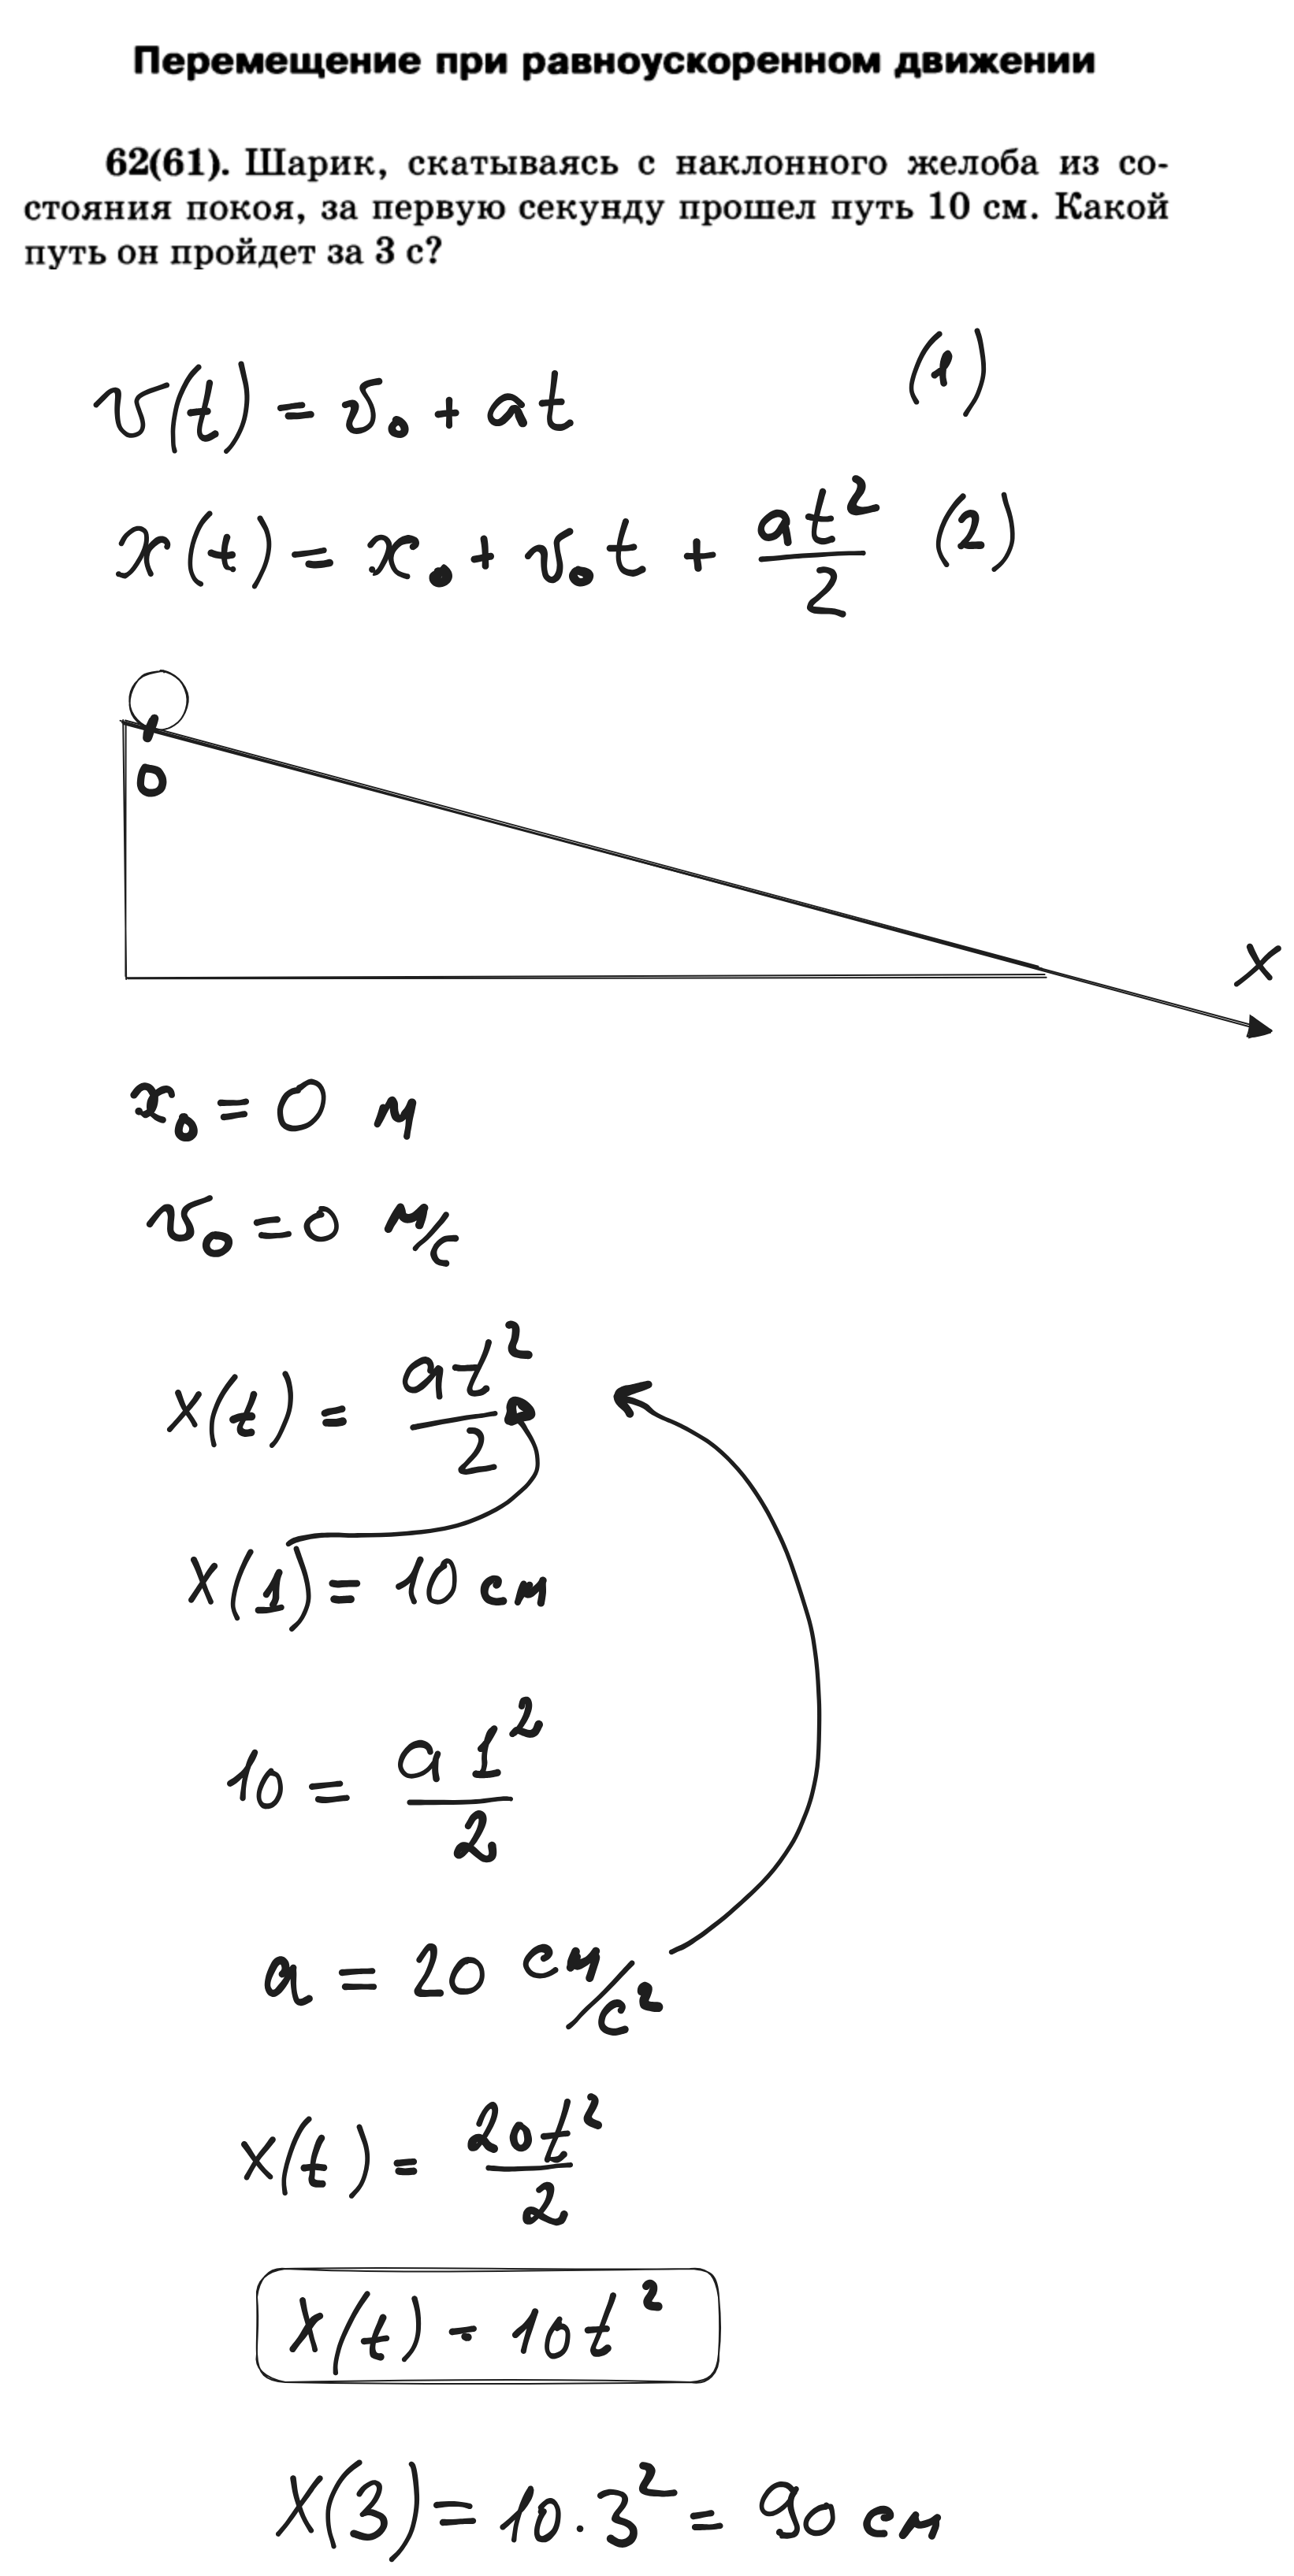 Перемещение при равноускоренном движении
62(61). Шарик, скатываясь с наклонного желоба из со-
стояния покоя, за первую секунду прошел путь 10 см. Какой
путь он пройдет за 3 с?
v(t) = v₀ + at (1)
x(t) = x₀ + v₀t + at²/2 (2)
0
x
x₀ = 0 м
v₀ = 0 м/с
x(t) = at²/2
x(1) = 10 см
10 = a 1²/2
a = 20 см/с²
x(t) = 20t²/2
x(t) = 10t²
x(3) = 10·3² = 90 см